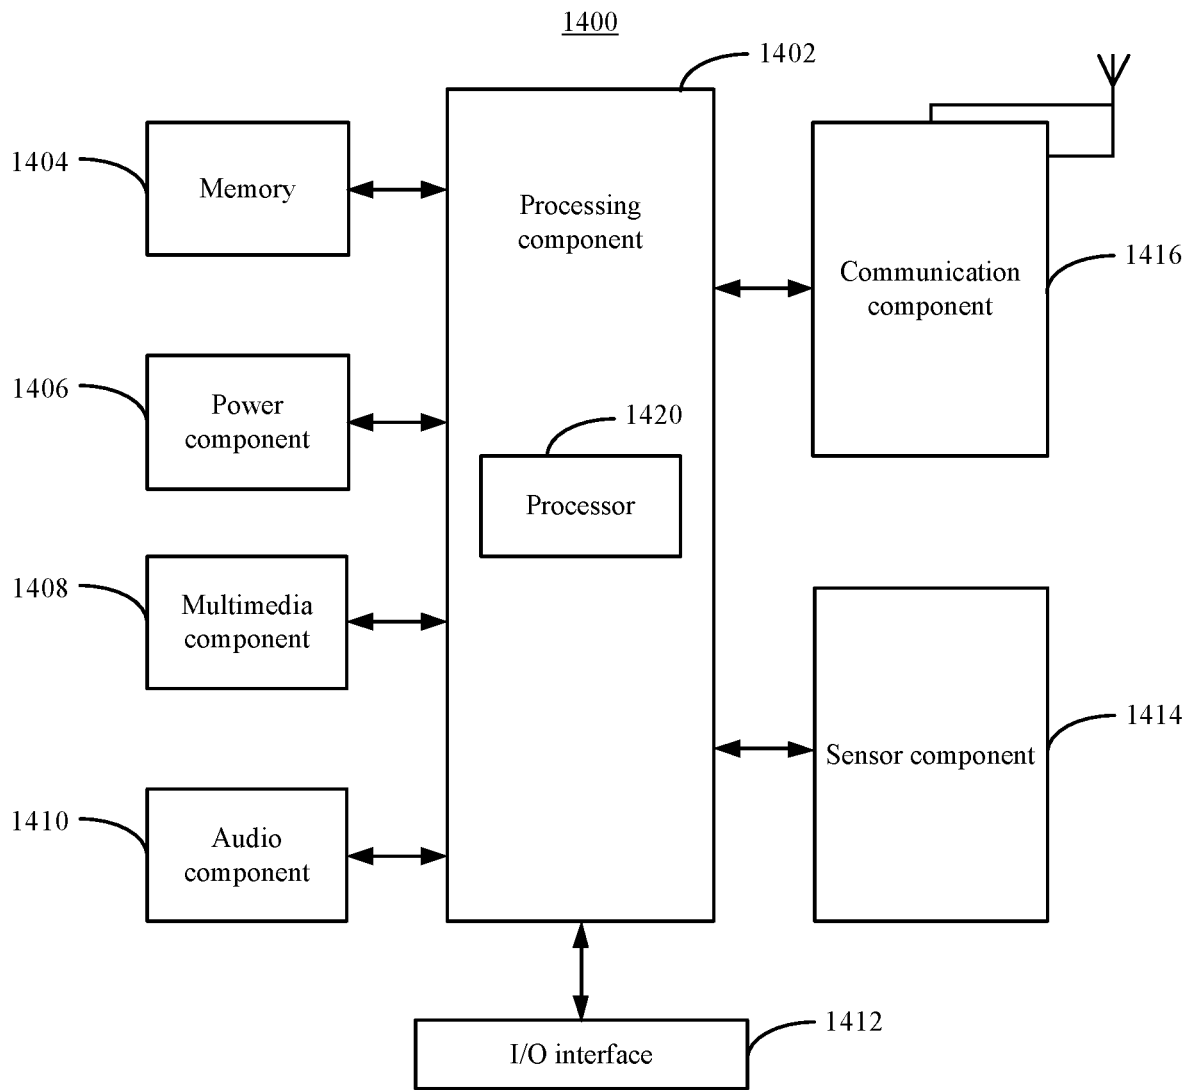 1400
1402
1404
Memory
Processing
component
1416
Communication
component
1406
Power
component
1420
Processor
1408
Multimedia
component
1414
Sensor component
1410
Audio
component
1412
I/O interface